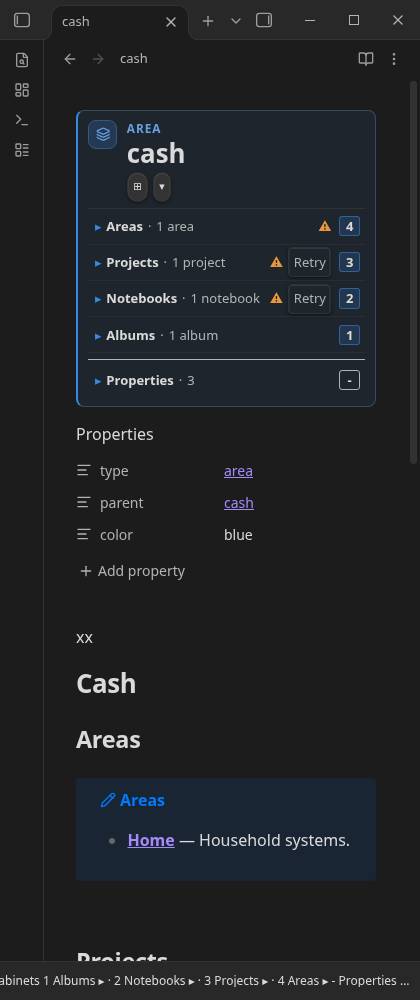 cash
cash
AREA
cash
▸ Areas · 1 area 4
▸ Projects · 1 project Retry 3
▸ Notebooks · 1 notebook Retry 2
▸ Albums · 1 album 1
▸ Properties · 3 -
Properties
type area
parent cash
color blue
Add property
xx
Cash
Areas
Areas
Home — Household systems.
Projects
abinets 1 Albums ▸ · 2 Notebooks ▸ · 3 Projects ▸ · 4 Areas ▸ - Properties ...